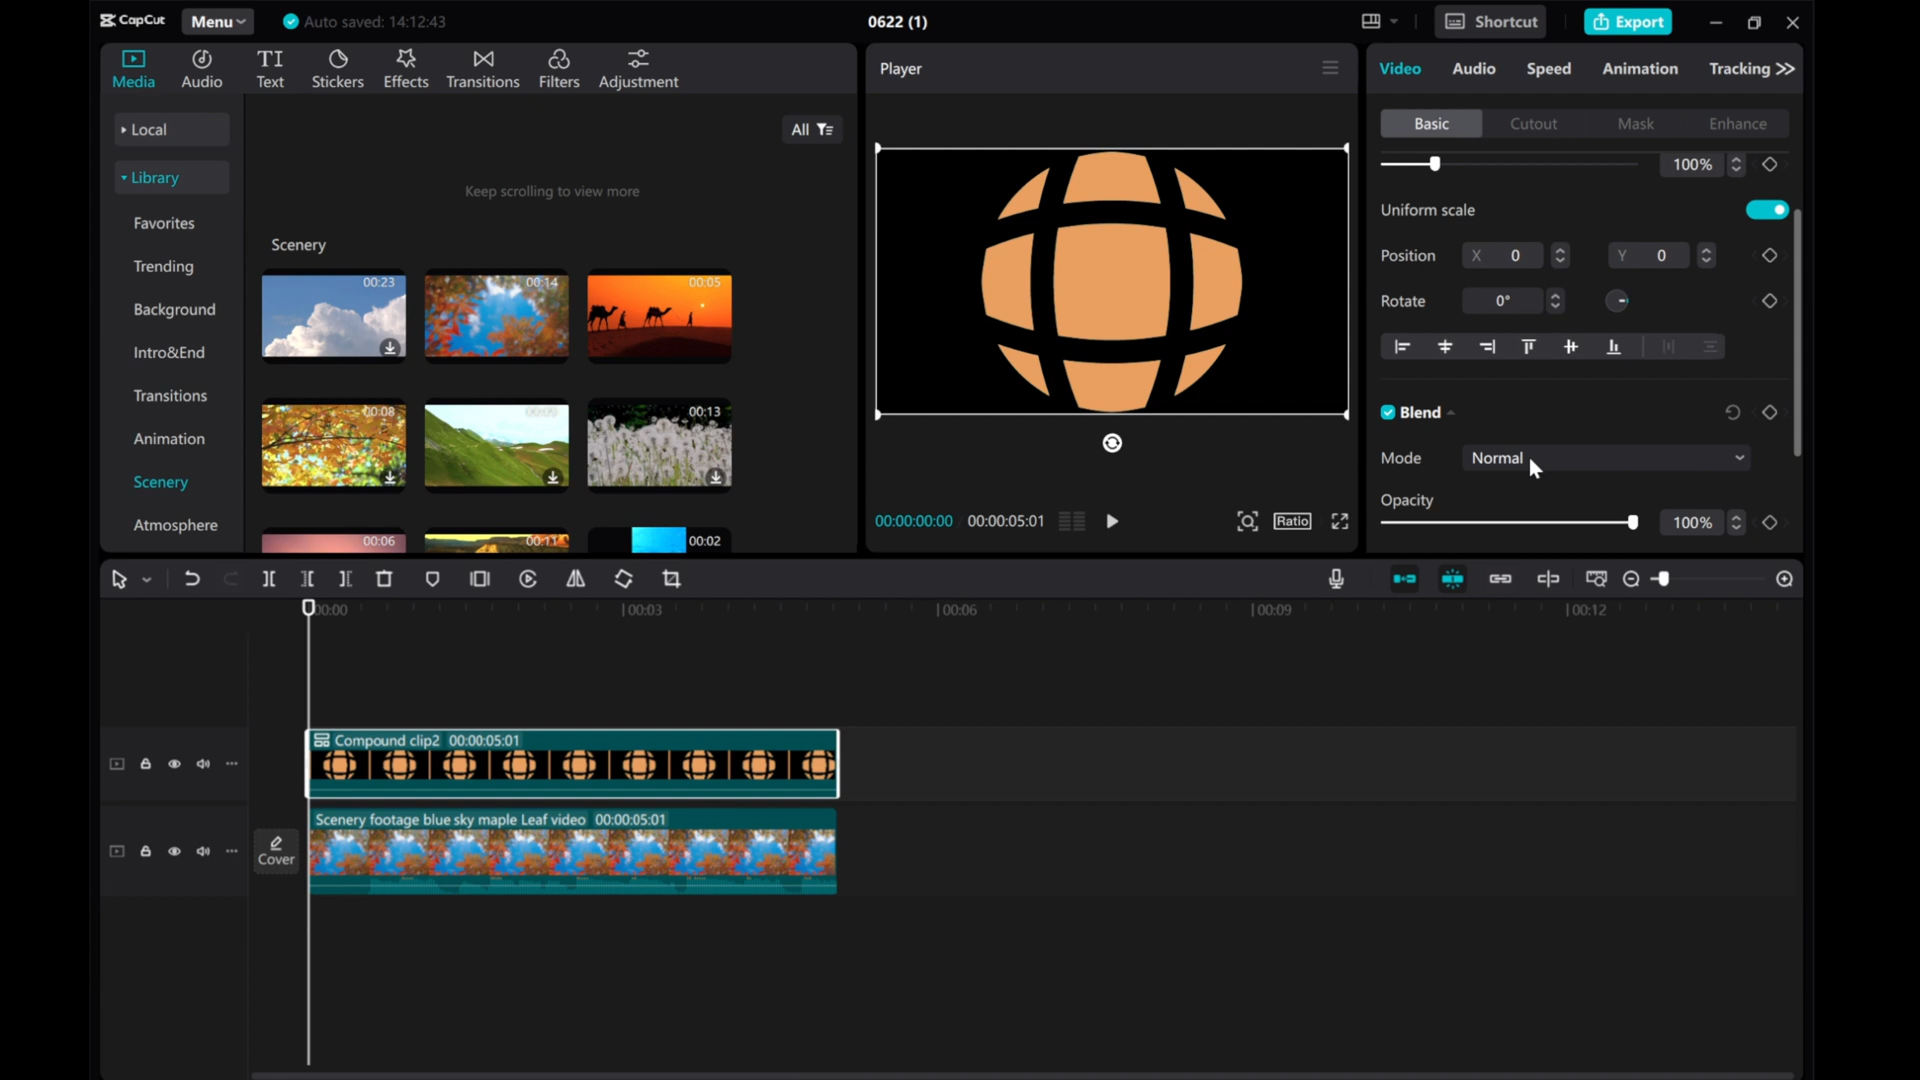 CapCut
Menu
Auto saved: 14:12:43
0622 (1)
Shortcut
Export
Media
Audio
Text
Stickers
Effects
Transitions
Filters
Adjustment
Local
All
Library
Keep scrolling to view more
Favorites
Trending
Background
Intro&End
Transitions
Animation
Scenery
Atmosphere
Scenery
00:23
00:14
00:05
00:08
00:13
00:06
00:11
00:02
Player
00:00:00:00
00:00:05:01
Ratio
Video
Audio
Speed
Animation
Tracking
Basic
Cutout
Mask
Enhance
100%
Uniform scale
Position
X 0
Y 0
Rotate
0°
Blend
Mode
Normal
Opacity
100%
00:00
00:03
00:06
00:09
00:12
Compound clip2 00:00:05:01
Scenery footage blue sky maple Leaf video 00:00:05:01
Cover